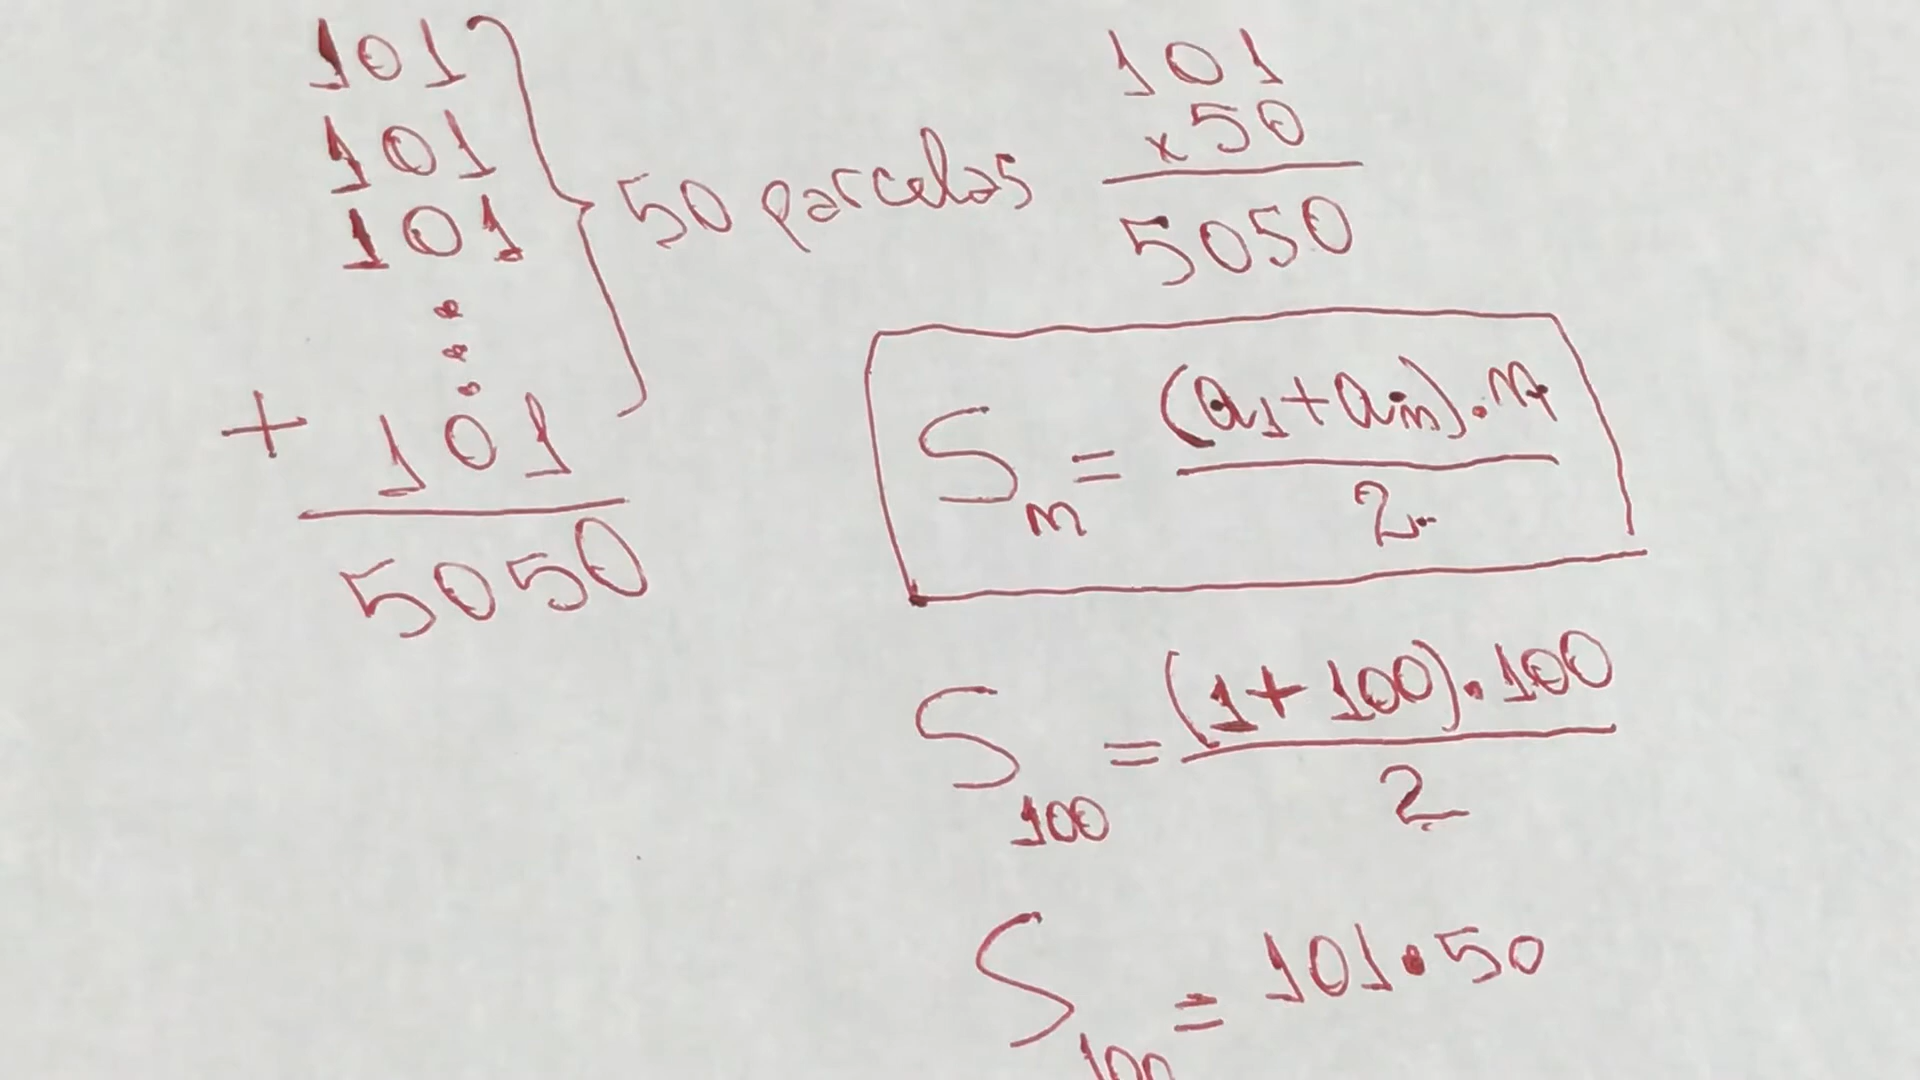 101
101
101
⋮
+ 101
5050
50 parcelas
101
x 50
5050
Sn = (a1 + an) . n
2
S100 = (1 + 100) . 100
2
S100 = 101 . 50